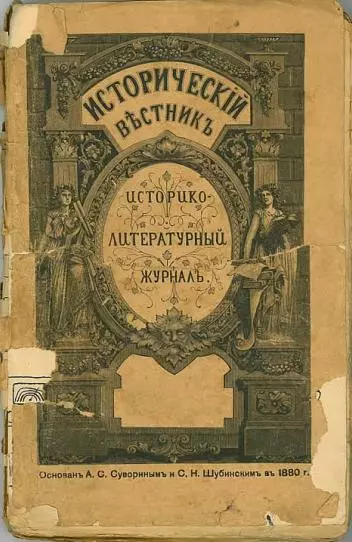 ИСТОРИЧЕСКІЙ
ВѢСТНИКЪ
ИСТОРИКО-
ЛИТЕРАТУРНЫЙ
ЖУРНАЛЪ.
Основанъ А. С. Суворинымъ и С. Н. Шубинскимъ въ 1880 г.